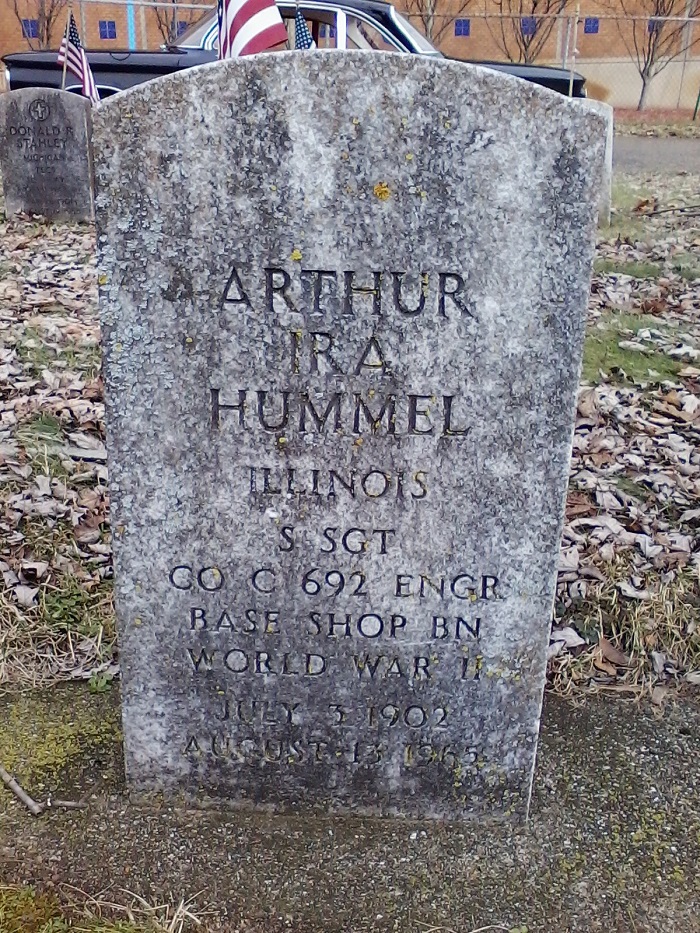 ARTHUR
IRA
HUMMEL
ILLINOIS
S SGT
CO C 692 ENGR
BASE SHOP BN
WORLD WAR II
JULY 3 1902
AUGUST 13 1965
DONALD R
STAHLEY
MICHIGAN